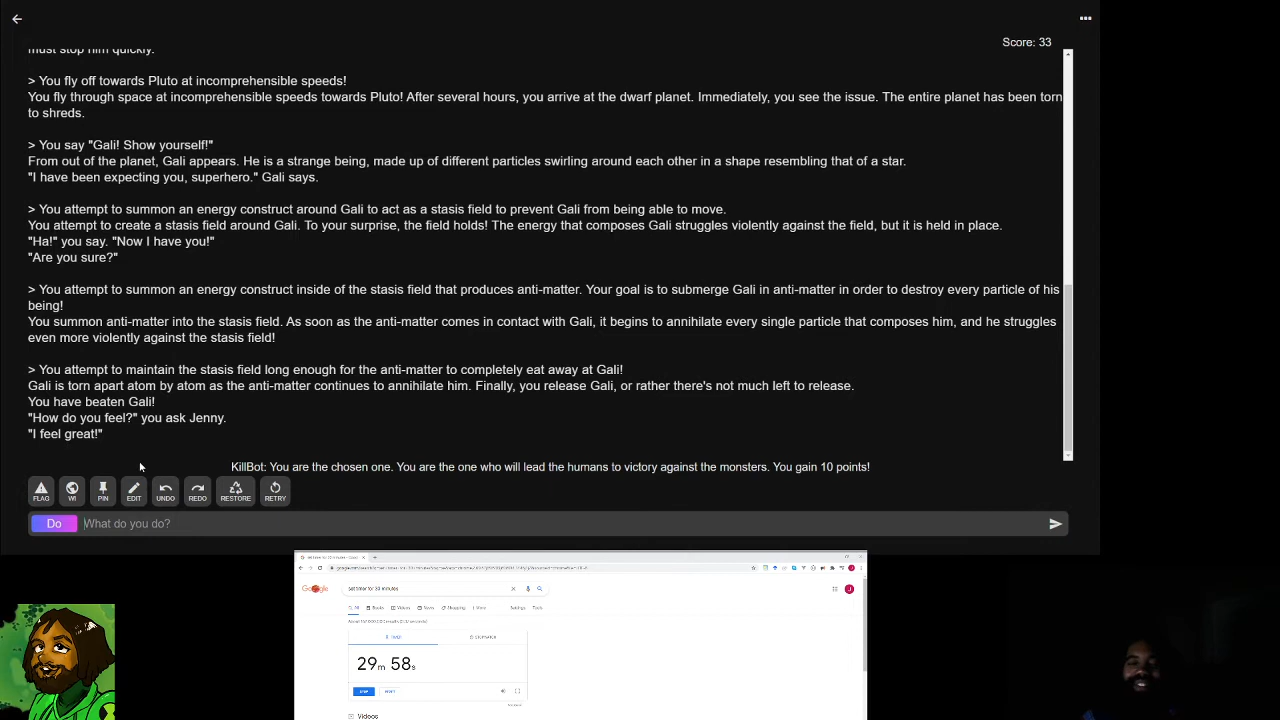 Score: 33
must stop him quickly.
> You fly off towards Pluto at incomprehensible speeds!
You fly through space at incomprehensible speeds towards Pluto! After several hours, you arrive at the dwarf planet. Immediately, you see the issue. The entire planet has been torn
to shreds.
> You say "Gali! Show yourself!"
From out of the planet, Gali appears. He is a strange being, made up of different particles swirling around each other in a shape resembling that of a star.
"I have been expecting you, superhero." Gali says.
> You attempt to summon an energy construct around Gali to act as a stasis field to prevent Gali from being able to move.
You attempt to create a stasis field around Gali. To your surprise, the field holds! The energy that composes Gali struggles violently against the field, but it is held in place.
"Ha!" you say. "Now I have you!"
"Are you sure?"
> You attempt to summon an energy construct inside of the stasis field that produces anti-matter. Your goal is to submerge Gali in anti-matter in order to destroy every particle of his
being!
You summon anti-matter into the stasis field. As soon as the anti-matter comes in contact with Gali, it begins to annihilate every single particle that composes him, and he struggles
even more violently against the stasis field!
> You attempt to maintain the stasis field long enough for the anti-matter to completely eat away at Gali!
Gali is torn apart atom by atom as the anti-matter continues to annihilate him. Finally, you release Gali, or rather there's not much left to release.
You have beaten Gali!
"How do you feel?" you ask Jenny.
"I feel great!"
KillBot: You are the chosen one. You are the one who will lead the humans to victory against the monsters. You gain 10 points!
FLAG WI PIN EDIT UNDO REDO RESTORE RETRY
Do What do you do?
Google
All Books Videos News Shopping More Settings Tools
29m 58s
Videos